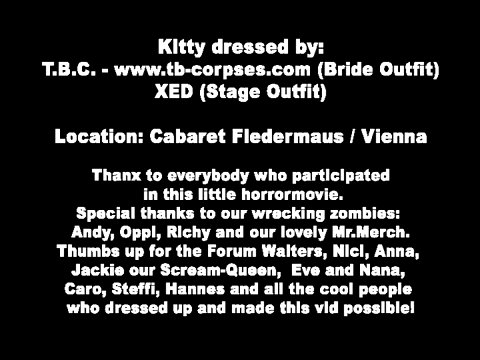 Kitty dressed by:
T.B.C. - www.tb-corpses.com (Bride Outfit)
XED (Stage Outfit)
Location: Cabaret Fledermaus / Vienna
Thanx to everybody who participated
in this little horrormovie.
Special thanks to our wrecking zombies:
Andy, Oppi, Richy and our lovely Mr.Merch.
Thumbs up for the Forum Walters, Nici, Anna,
Jackie our Scream-Queen,  Eve and Nana,
Caro, Steffi, Hannes and all the cool people
who dressed up and made this vid possible!